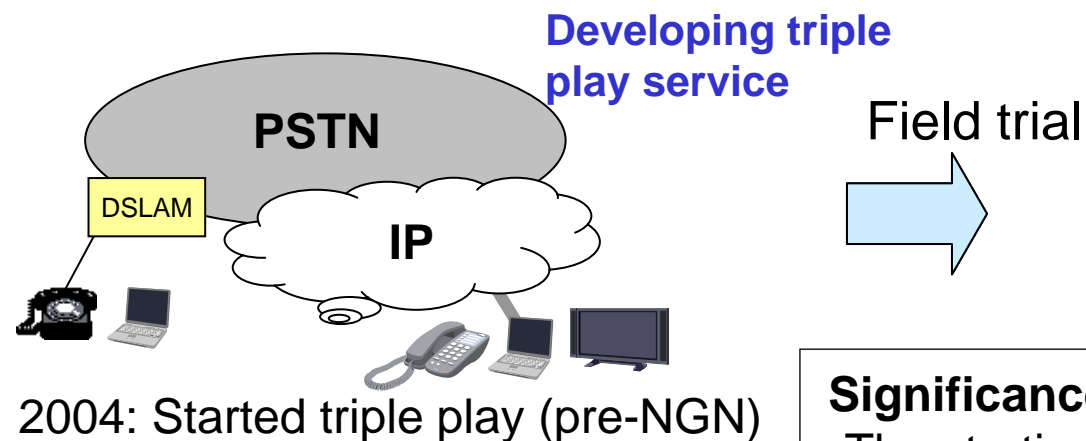 Developing triple
play service
PSTN
Field trial
DSLAM
IP
2004: Started triple play (pre-NGN)
Significance